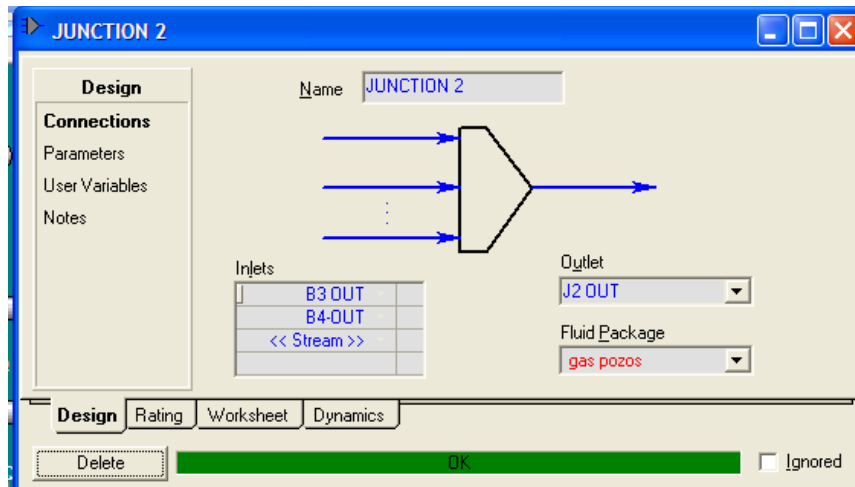 JUNCTION 2
Design
Connections
Parameters
User Variables
Notes
Name JUNCTION 2
Inlets
B3 OUT
B4-OUT
<< Stream >>
Outlet
J2 OUT
Fluid Package
gas pozos
Design Rating Worksheet Dynamics
Delete OK Ignored